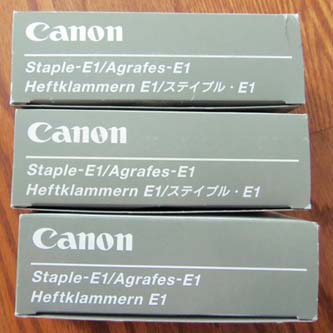 Canon
Staple-E1/Agrafes-E1
Heftklammern E1/ステイプル・E1
Canon
Staple-E1/Agrafes-E1
Heftklammern E1/ステイプル・E1
Canon
Staple-E1/Agrafes-E1
Heftklammern E1